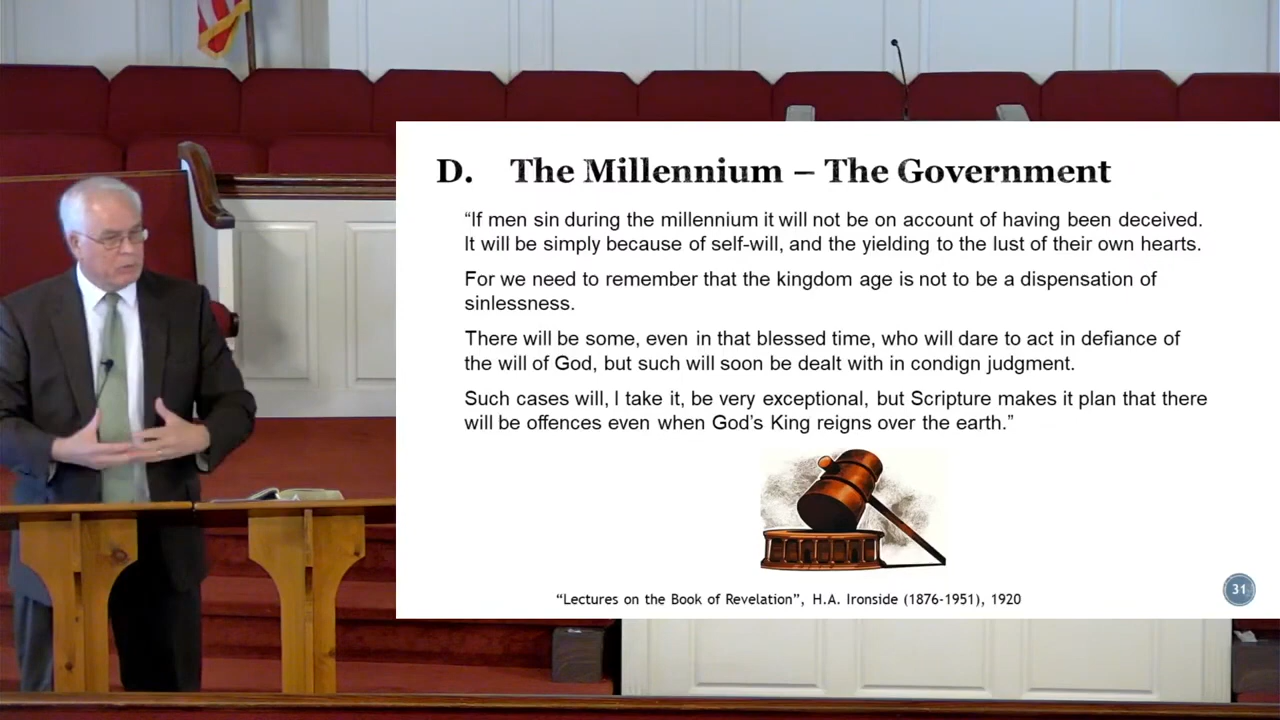 D. The Millennium – The Government
“If men sin during the millennium it will not be on account of having been deceived.
It will be simply because of self-will, and the yielding to the lust of their own hearts.
For we need to remember that the kingdom age is not to be a dispensation of
sinlessness.
There will be some, even in that blessed time, who will dare to act in defiance of
the will of God, but such will soon be dealt with in condign judgment.
Such cases will, I take it, be very exceptional, but Scripture makes it plan that there
will be offences even when God’s King reigns over the earth.”
“Lectures on the Book of Revelation”, H.A. Ironside (1876-1951), 1920
31